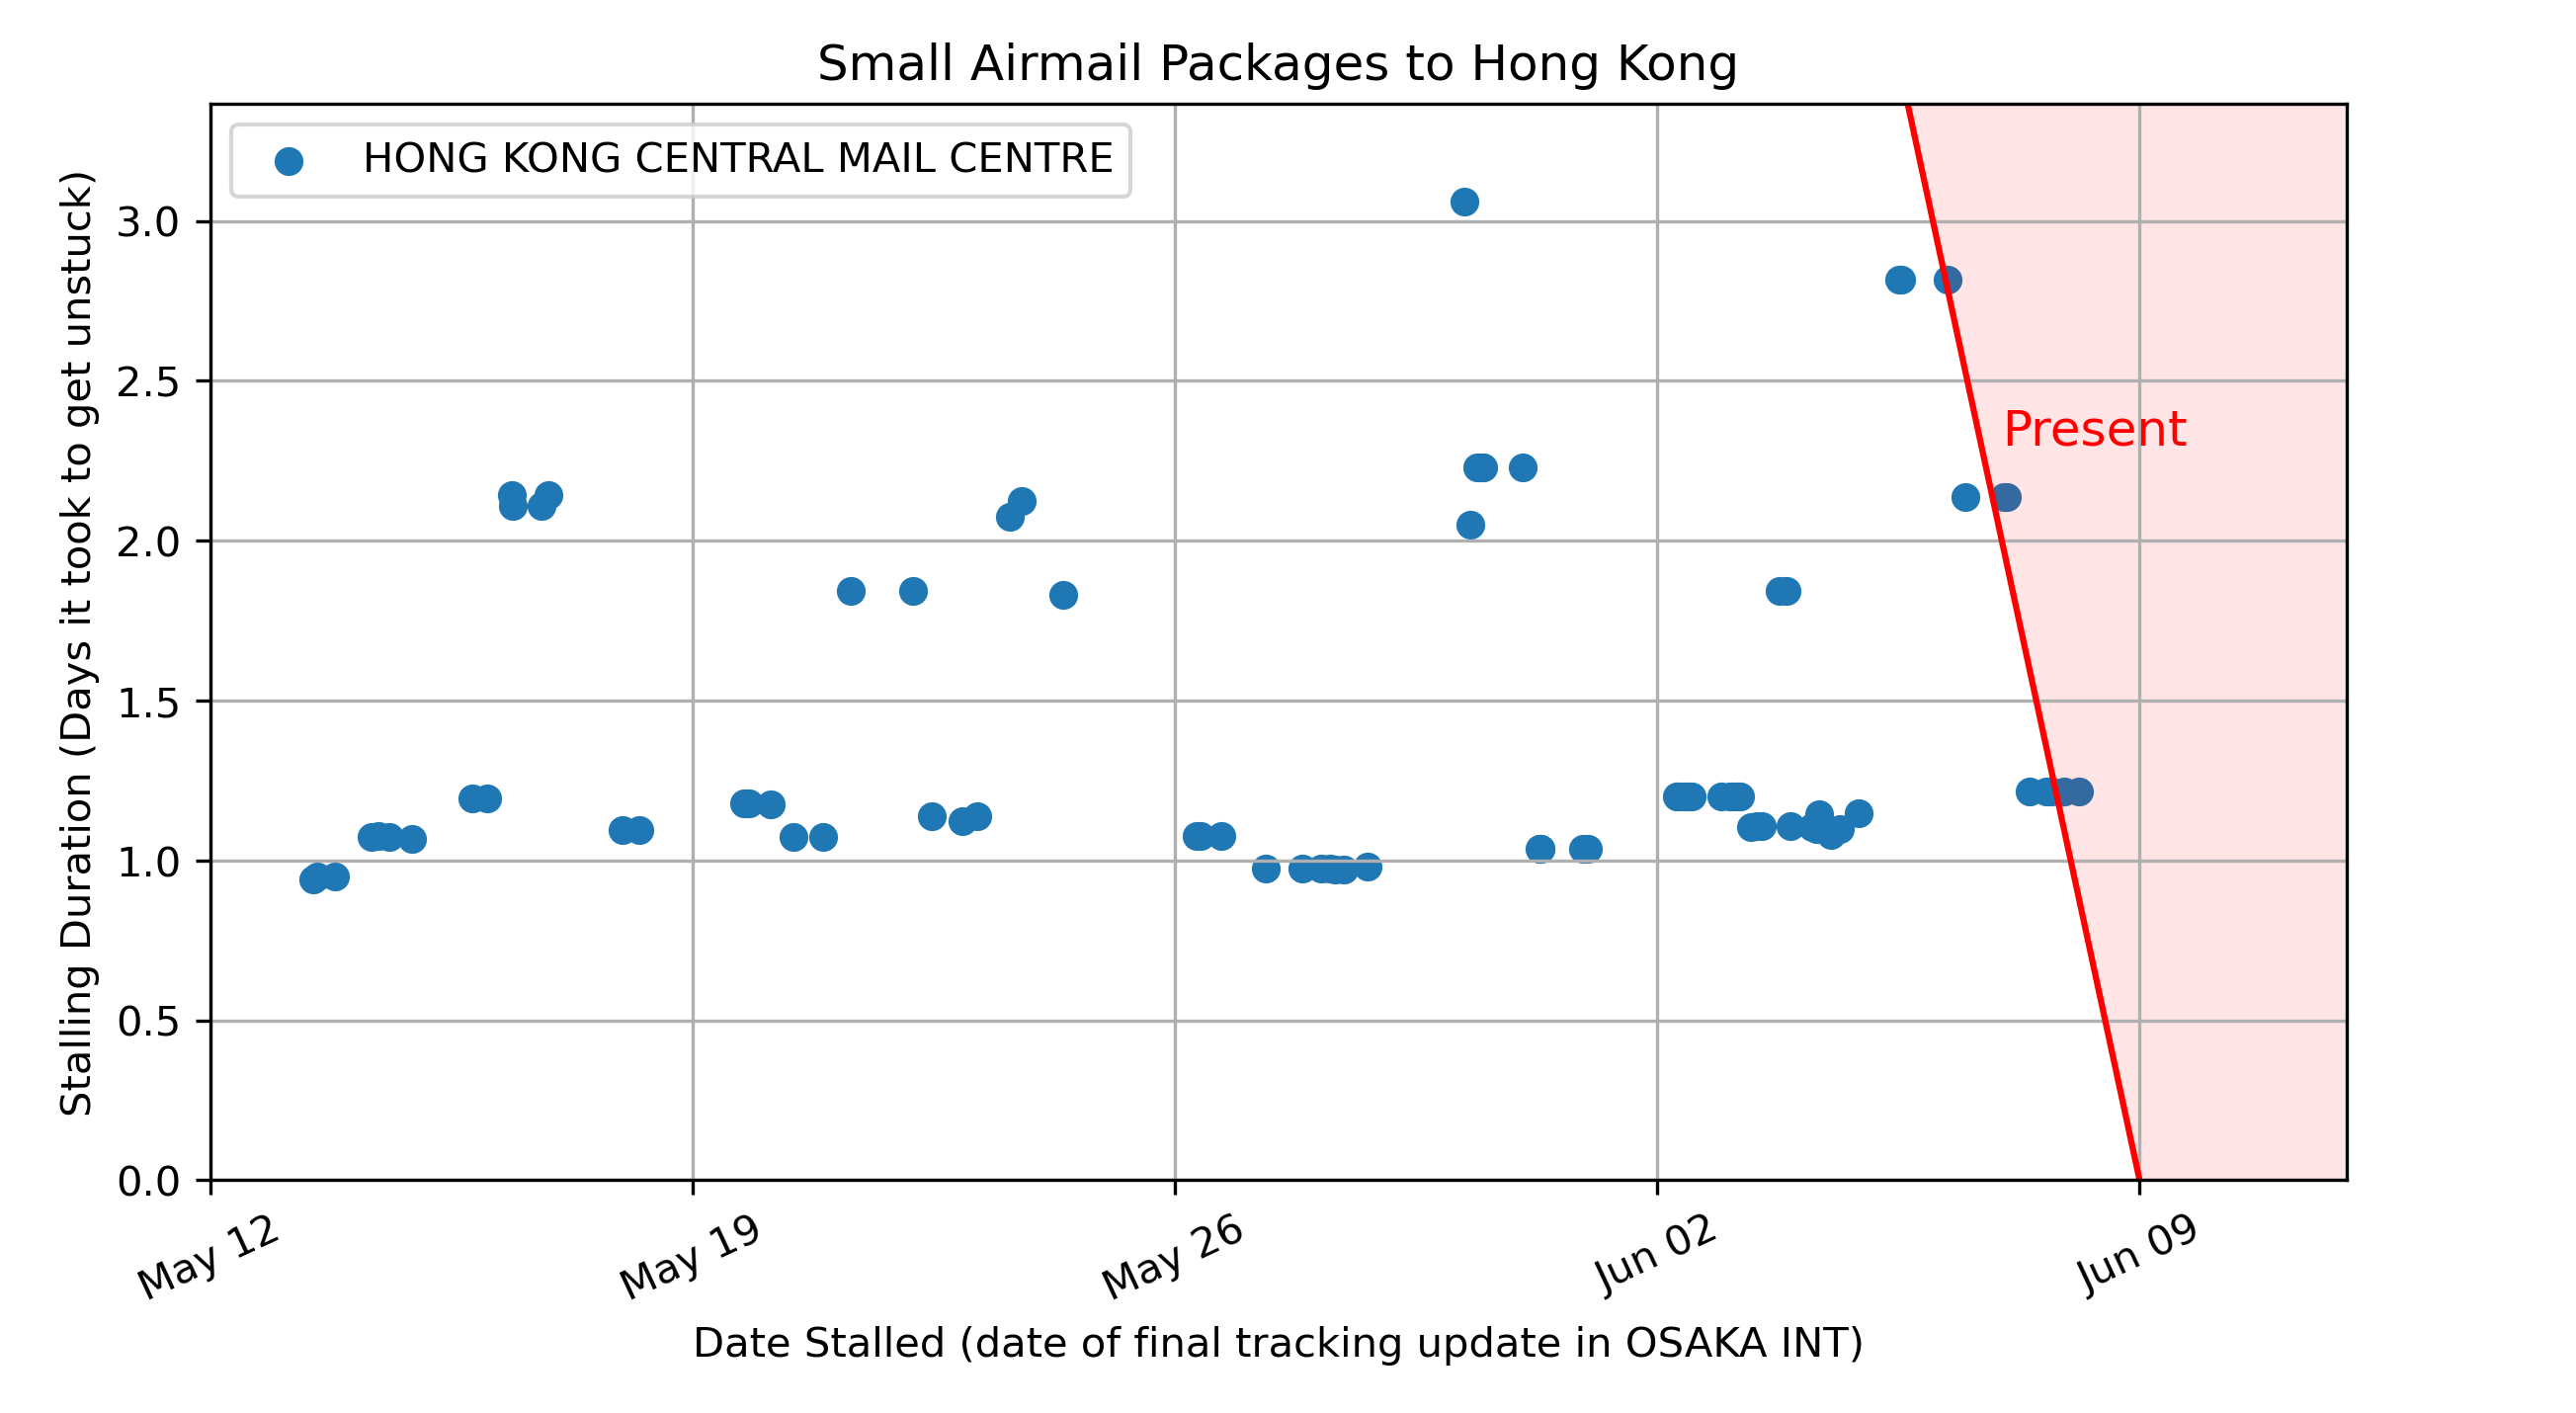 Small Airmail Packages to Hong Kong
HONG KONG CENTRAL MAIL CENTRE
Stalling Duration (Days it took to get unstuck)
3.0
2.5
2.0
1.5
1.0
0.5
0.0
Present
May 12
May 19
May 26
Jun 02
Jun 09
Date Stalled (date of final tracking update in OSAKA INT)